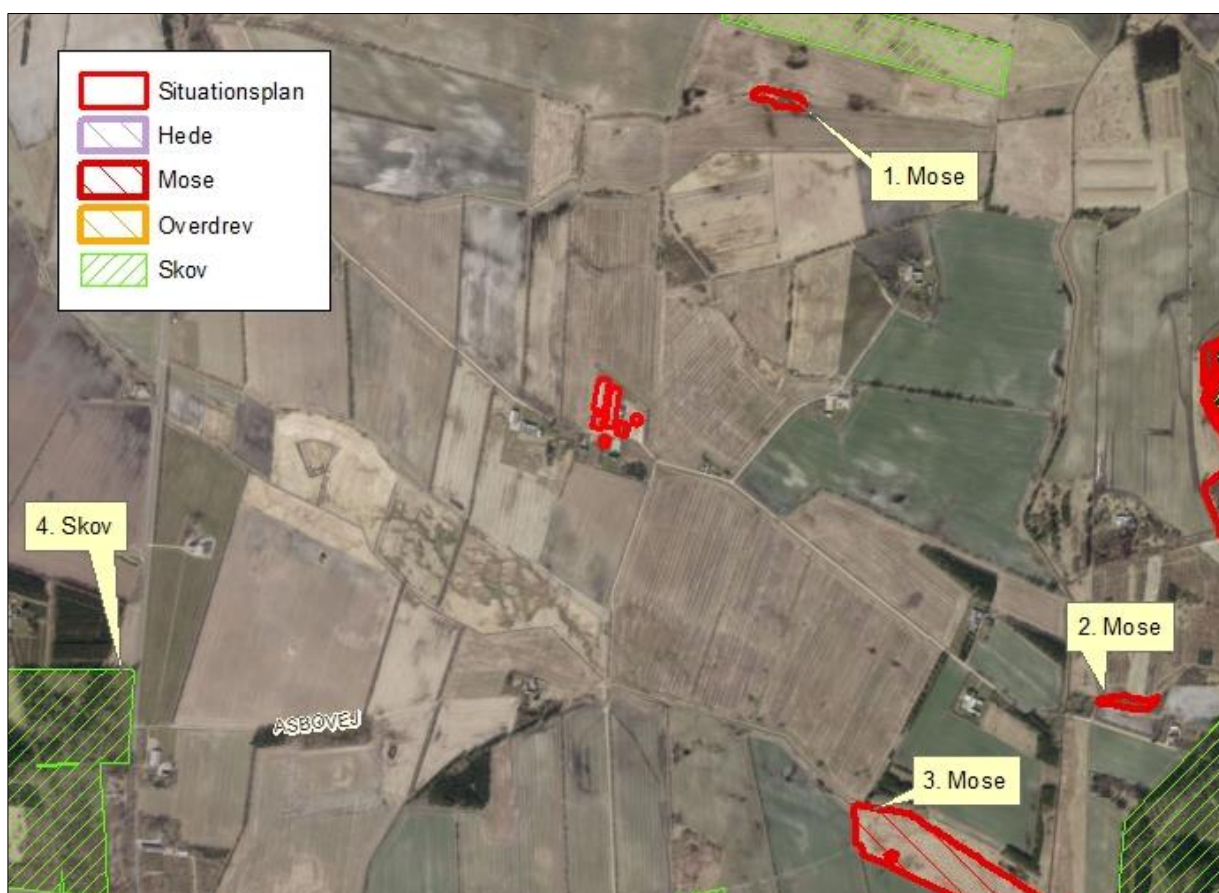 Situationsplan
Hede
Mose
Overdrev
Skov
1. Mose
4. Skov
2. Mose
ASBOVEJ
3. Mose